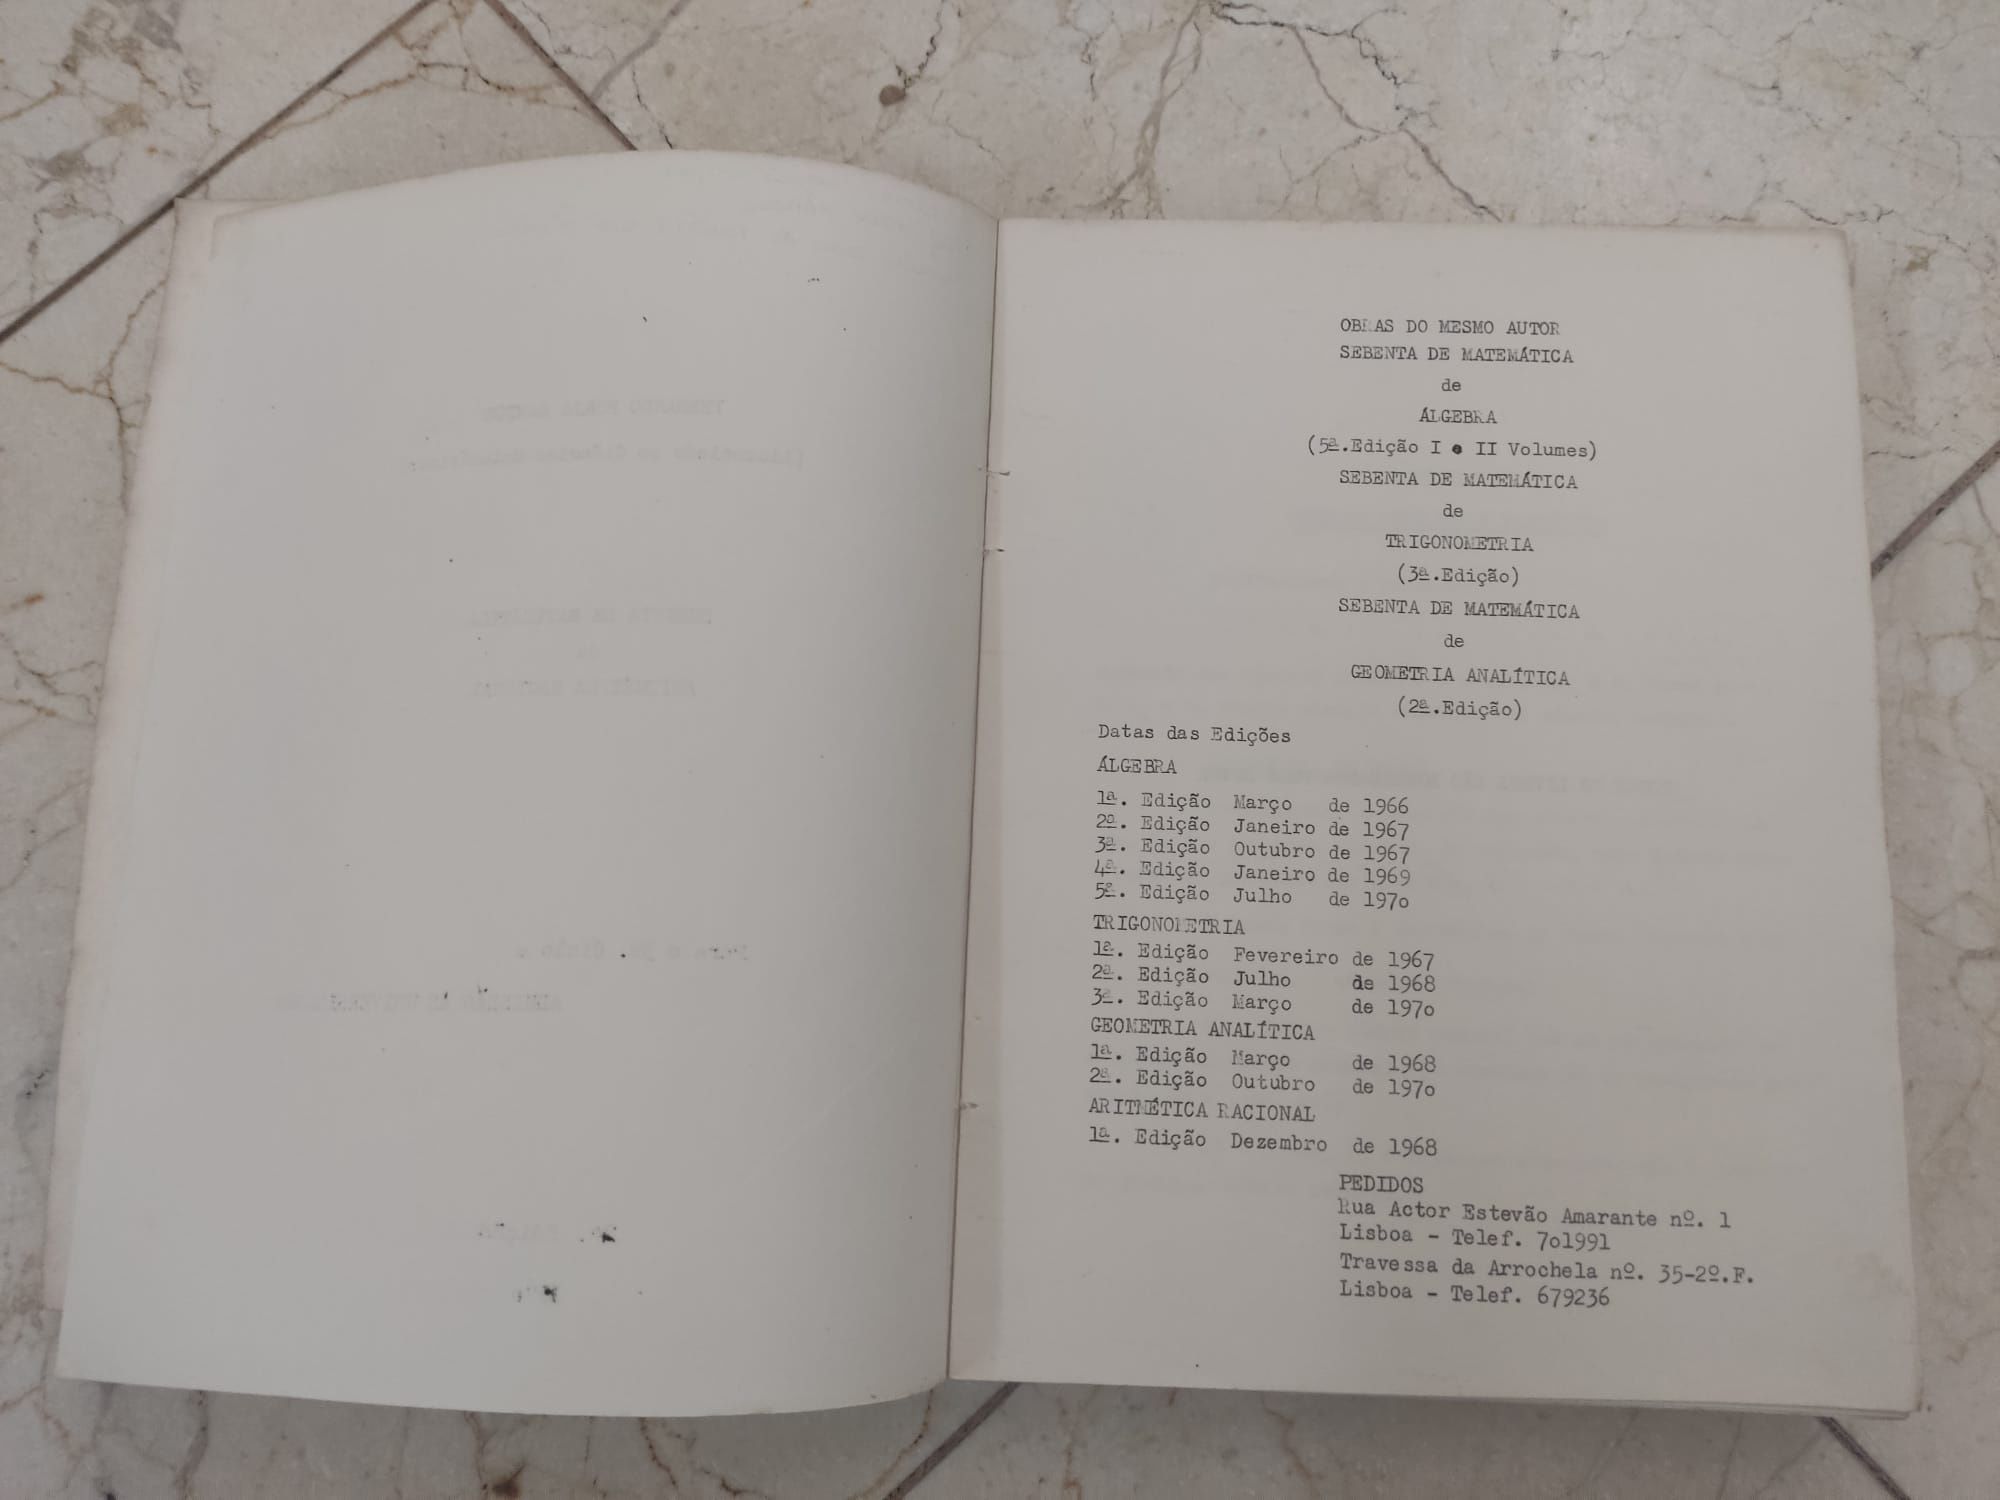 OBRAS DO MESMO AUTOR
SEBENTA DE MATEMÁTICA
de
ÁLGEBRA
(5ª.Edição I e II Volumes)
SEBENTA DE MATEMÁTICA
de
TRIGONOMETRIA
(3ª.Edição)
SEBENTA DE MATEMÁTICA
de
GEOMETRIA ANALÍTICA
(2ª.Edição)
Datas das Edições
ÁLGEBRA
1ª. Edição Março de 1966
2ª. Edição Janeiro de 1967
3ª. Edição Outubro de 1967
4ª. Edição Janeiro de 1969
5ª. Edição Julho de 197o
TRIGONOMETRIA
1ª. Edição Fevereiro de 1967
2ª. Edição Julho de 1968
3ª. Edição Março de 197o
GEOMETRIA ANALÍTICA
1ª. Edição Março de 1968
2ª. Edição Outubro de 197o
ARITMÉTICA RACIONAL
1ª. Edição Dezembro de 1968
PEDIDOS
Rua Actor Estevão Amarante nº. 1
Lisboa - Telef. 7o1991
Travessa da Arrochela nº. 35-2º.F.
Lisboa - Telef. 679236